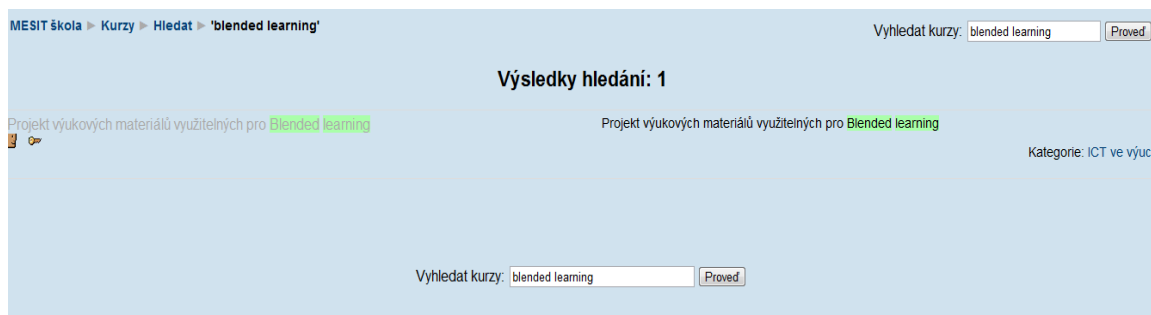 MESIT škola ► Kurzy ► Hledat ► 'blended learning'
Vyhledat kurzy: blended learning Proveď
Výsledky hledání: 1
Projekt výukových materiálů využitelných pro Blended learning
Projekt výukových materiálů využitelných pro Blended learning
Kategorie: ICT ve výuc
Vyhledat kurzy: blended learning Proveď